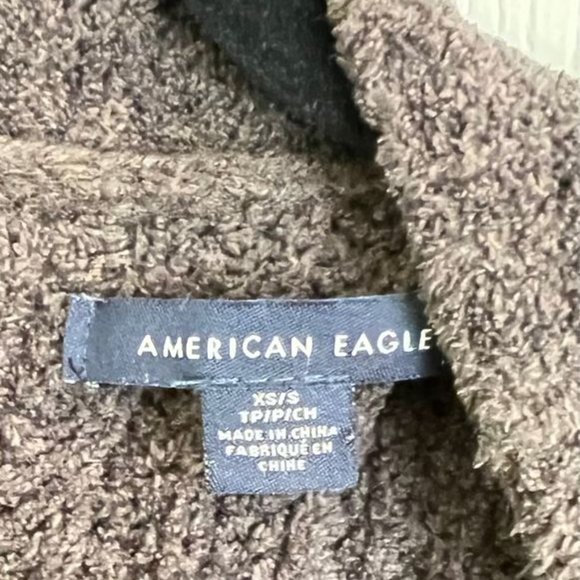 AMERICAN EAGLE
XS/S
TP/P/CH
MADE IN CHINA
FABRIQUÉ EN
CHINE